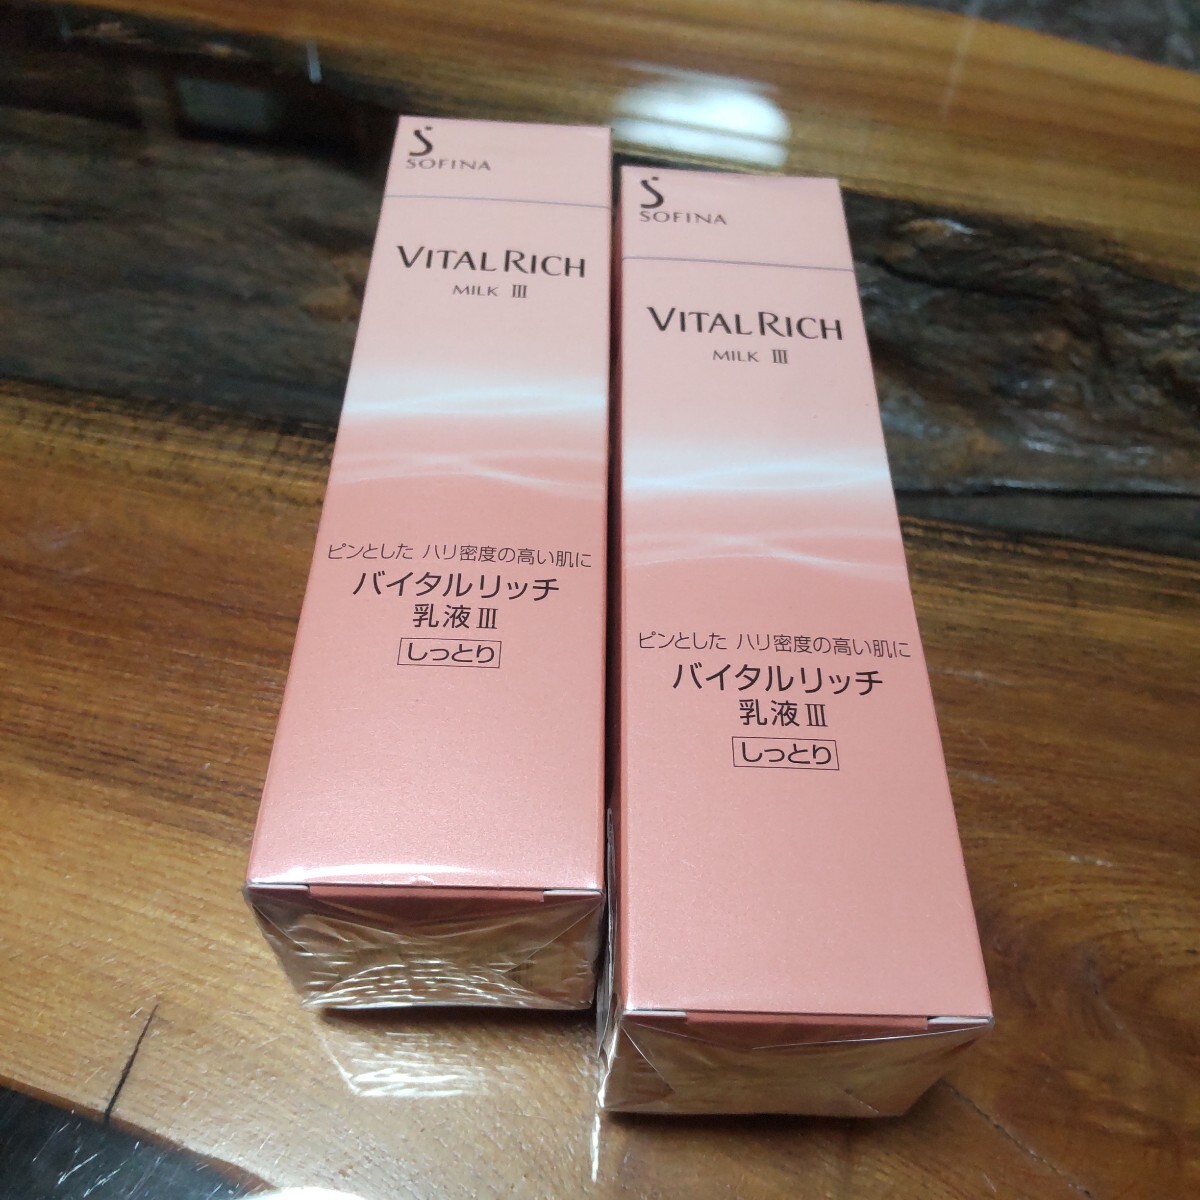 SOFINA
VITAL RICH
MILK III
ピンとした ハリ密度の高い肌に
バイタルリッチ
乳液III
しっとり
SOFINA
VITAL RICH
MILK III
ピンとした ハリ密度の高い肌に
バイタルリッチ
乳液III
しっとり